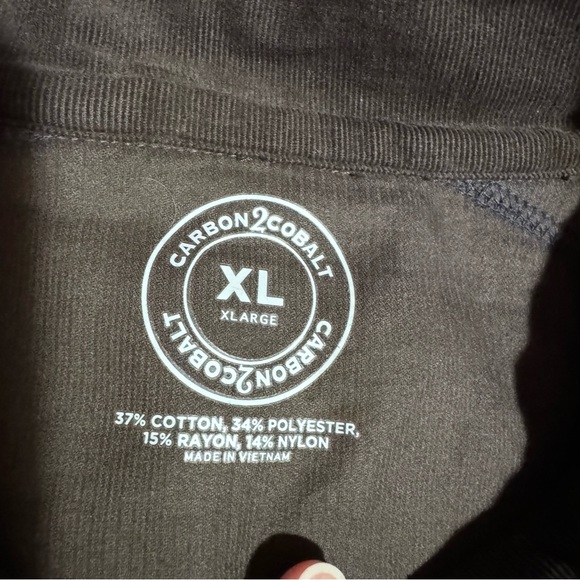 CARBON2COBALT
XL
XLARGE
CARBON2COBALT
37% COTTON, 34% POLYESTER,
15% RAYON, 14% NYLON
MADE IN VIETNAM